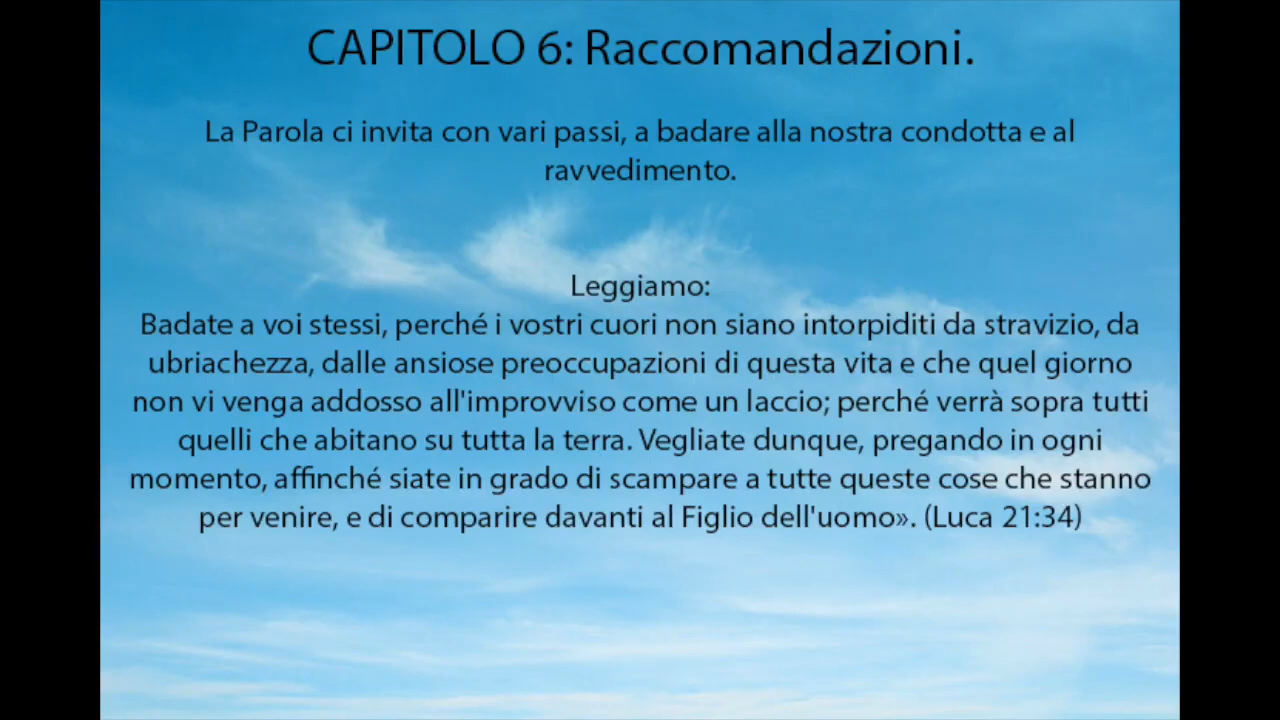 CAPITOLO 6: Raccomandazioni.
La Parola ci invita con vari passi, a badare alla nostra condotta e al
ravvedimento.
Leggiamo:
Badate a voi stessi, perché i vostri cuori non siano intorpiditi da stravizio, da
ubriachezza, dalle ansiose preoccupazioni di questa vita e che quel giorno
non vi venga addosso all'improvviso come un laccio; perché verrà sopra tutti
quelli che abitano su tutta la terra. Vegliate dunque, pregando in ogni
momento, affinché siate in grado di scampare a tutte queste cose che stanno
per venire, e di comparire davanti al Figlio dell'uomo». (Luca 21:34)